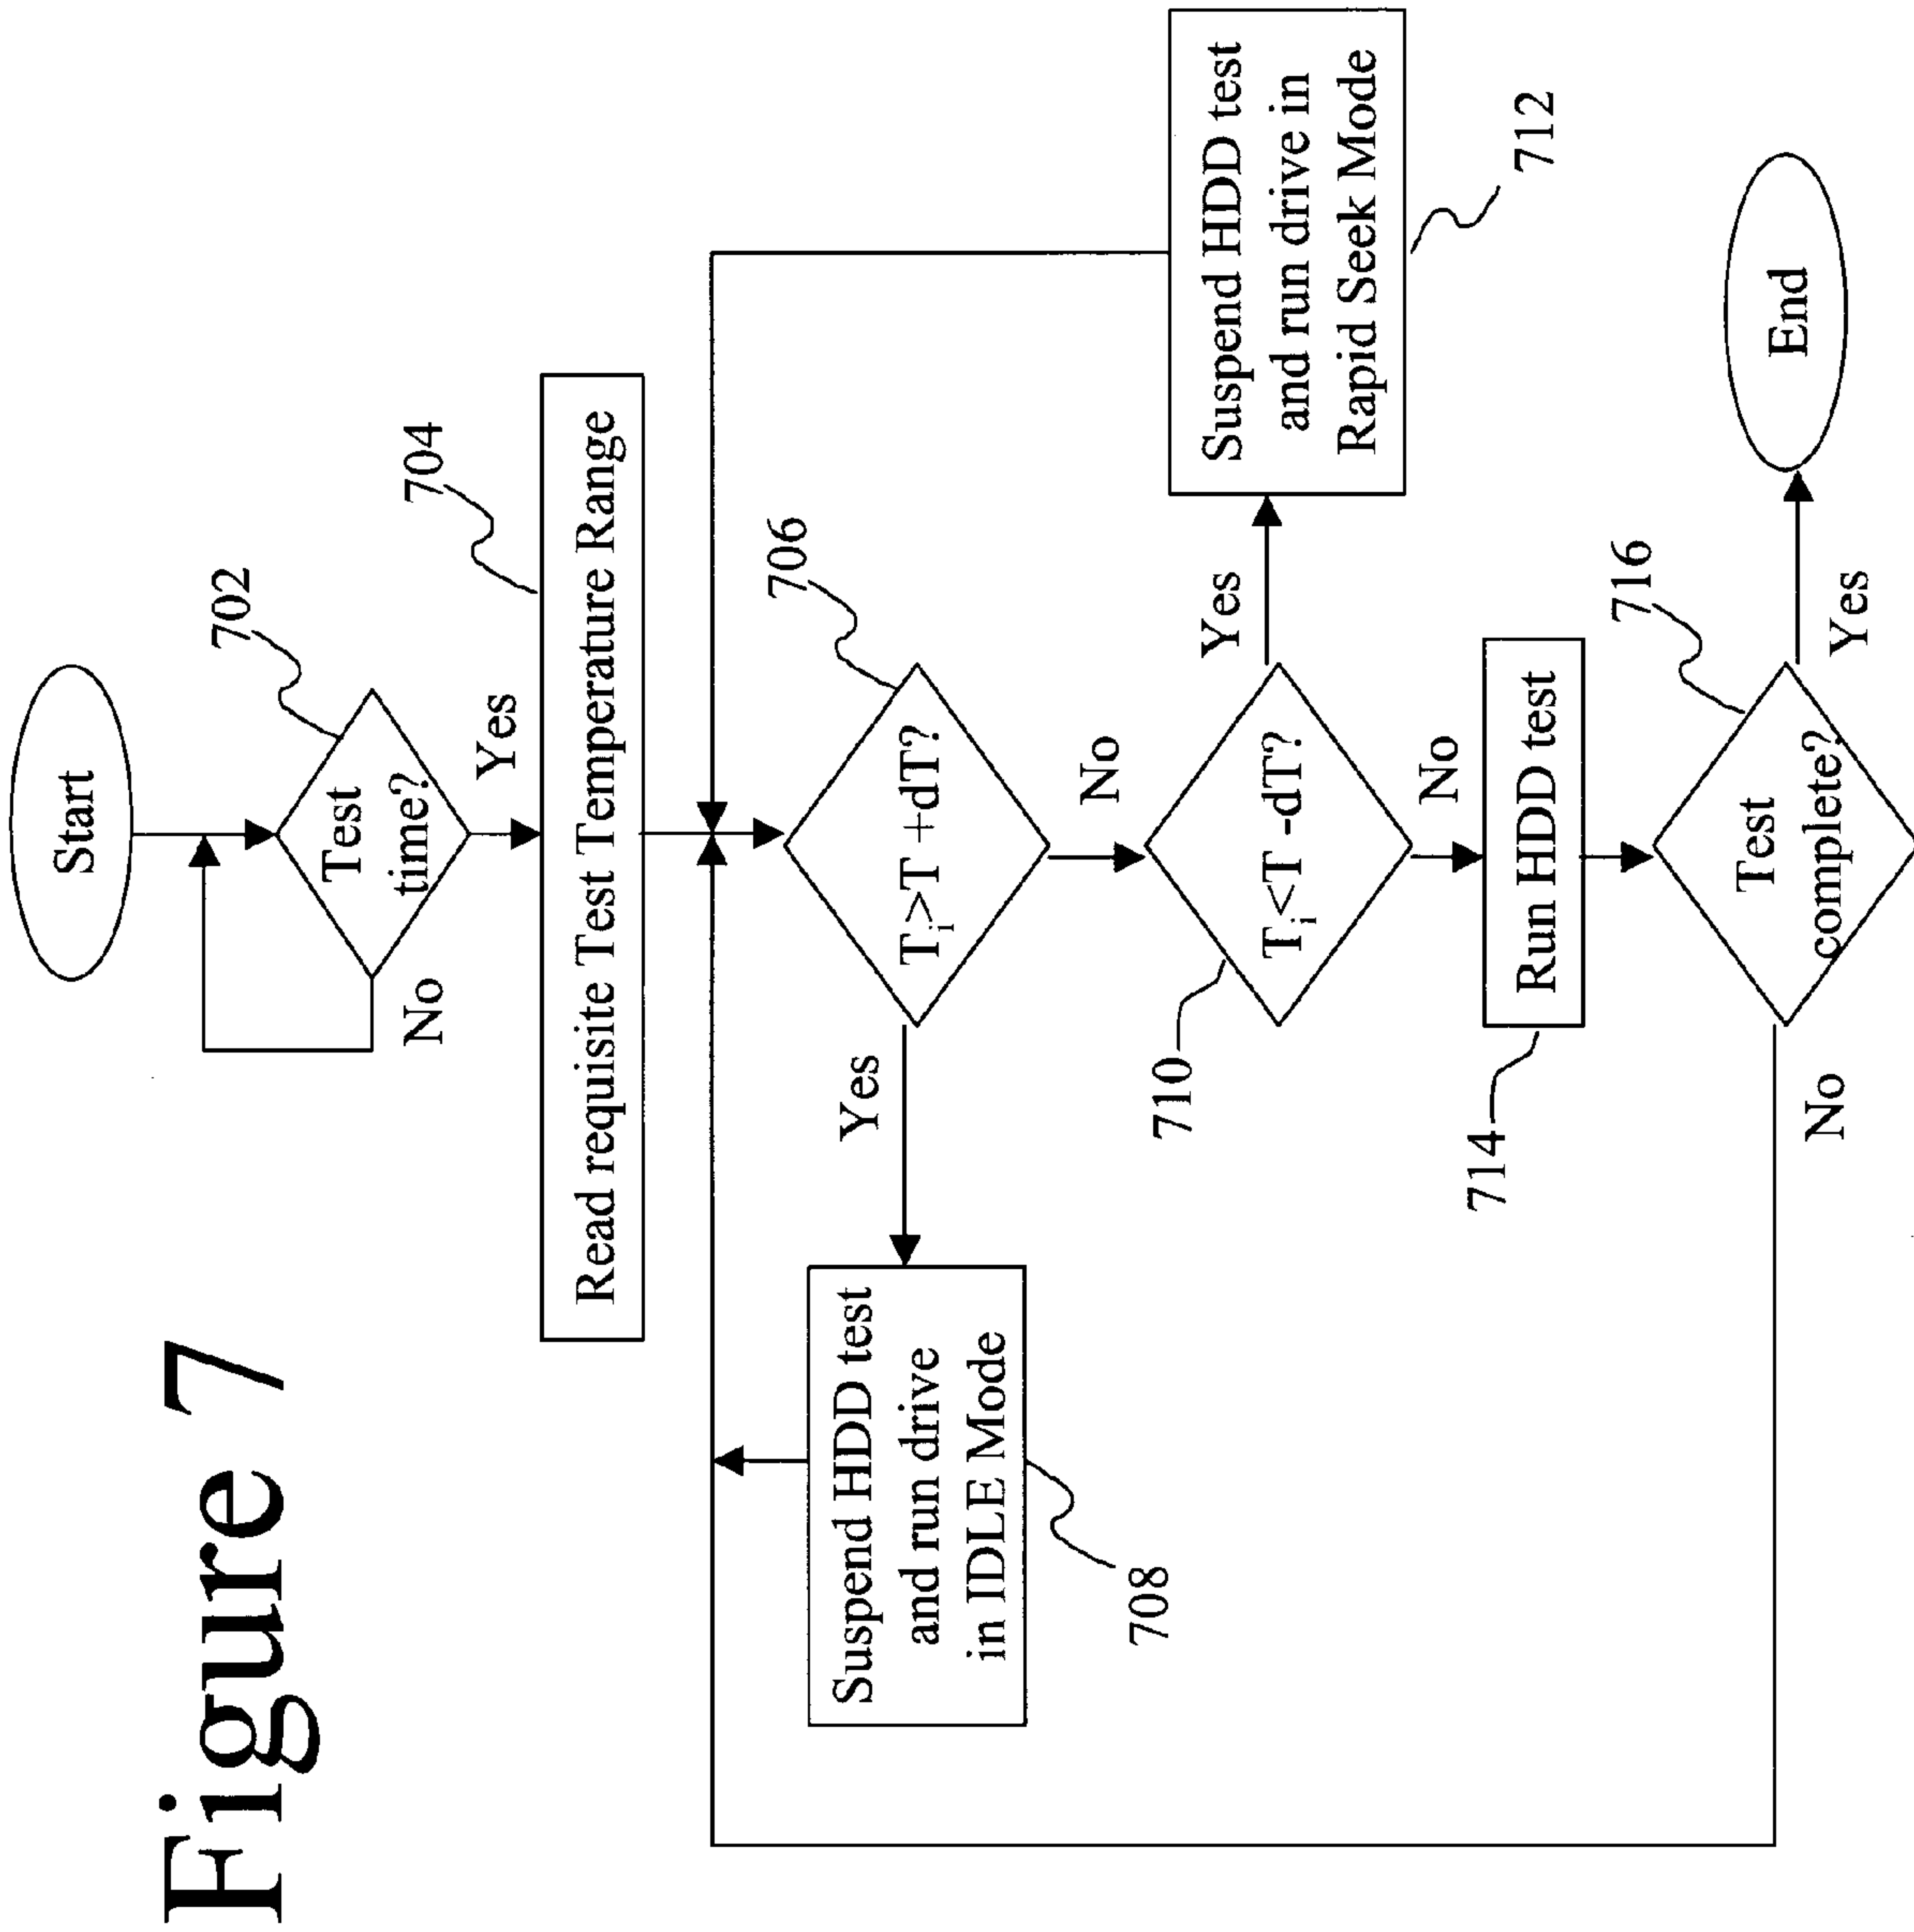 Figure 7
Start
702
Test
time?
No
Yes
704
Read requisite Test Temperature Range
706
Tᵢ>T +dT?
Yes
No
Suspend HDD test
and run drive
in IDLE Mode
708
710
Tᵢ<T -dT?
Yes
No
Suspend HDD test
and run drive in
Rapid Seek Mode
712
714
Run HDD test
716
Test
complete?
No
Yes
End